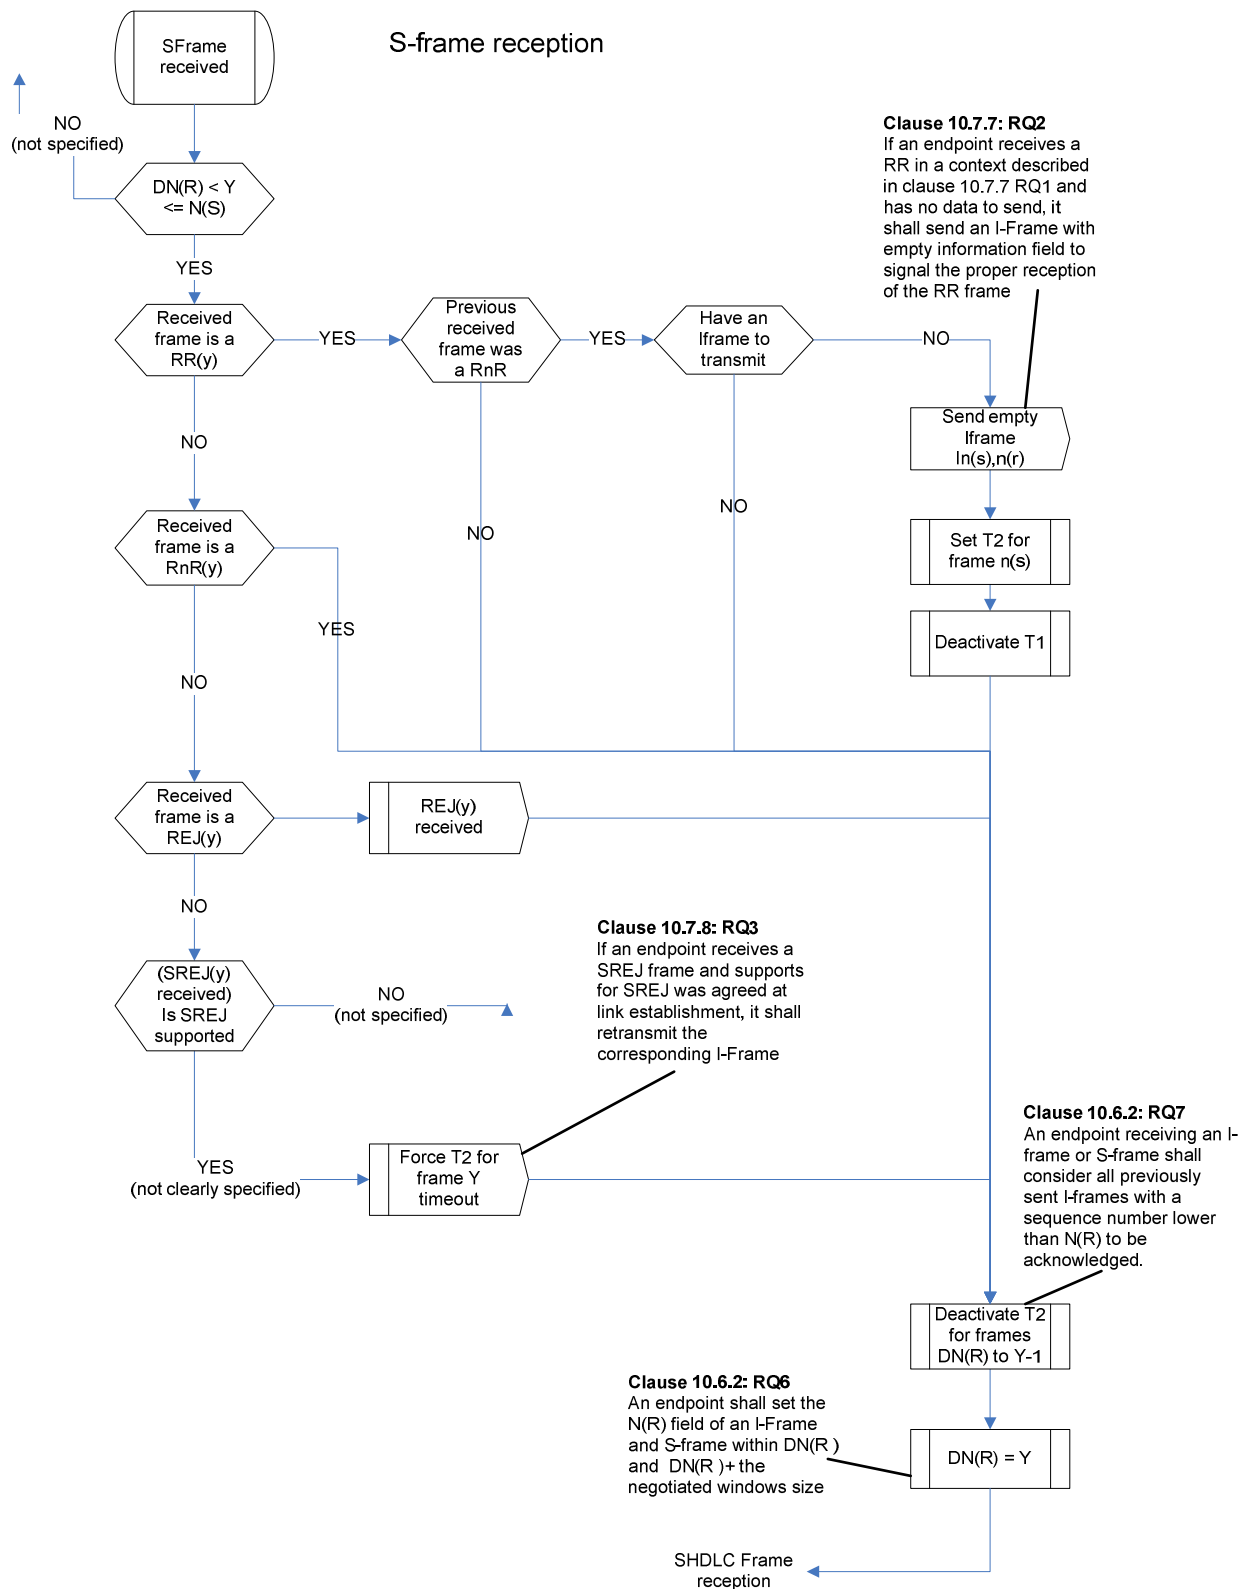 S-frame reception
SFrame
received
NO
(not specified)
DN(R) < Y
<= N(S)
YES
Clause 10.7.7: RQ2
If an endpoint receives a
RR in a context described
in clause 10.7.7 RQ1 and
has no data to send, it
shall send an I-Frame with
empty information field to
signal the proper reception
of the RR frame
Received
frame is a
RR(y)
YES
Previous
received
frame was
a RnR
YES
Have an
Iframe to
transmit
NO
Send empty
Iframe
In(s),n(r)
NO
NO
NO
Received
frame is a
RnR(y)
Set T2 for
frame n(s)
YES
Deactivate T1
NO
Received
frame is a
REJ(y)
REJ(y)
received
NO
Clause 10.7.8: RQ3
If an endpoint receives a
SREJ frame and supports
for SREJ was agreed at
link establishment, it shall
retransmit the
corresponding I-Frame
(SREJ(y)
received)
Is SREJ
supported
NO
(not specified)
YES
(not clearly specified)
Force T2 for
frame Y
timeout
Clause 10.6.2: RQ7
An endpoint receiving an I-
frame or S-frame shall
consider all previously
sent I-frames with a
sequence number lower
than N(R) to be
acknowledged.
Deactivate T2
for frames
DN(R) to Y-1
Clause 10.6.2: RQ6
An endpoint shall set the
N(R) field of an I-Frame
and S-frame within DN(R )
and DN(R )+ the
negotiated windows size
DN(R) = Y
SHDLC Frame
reception